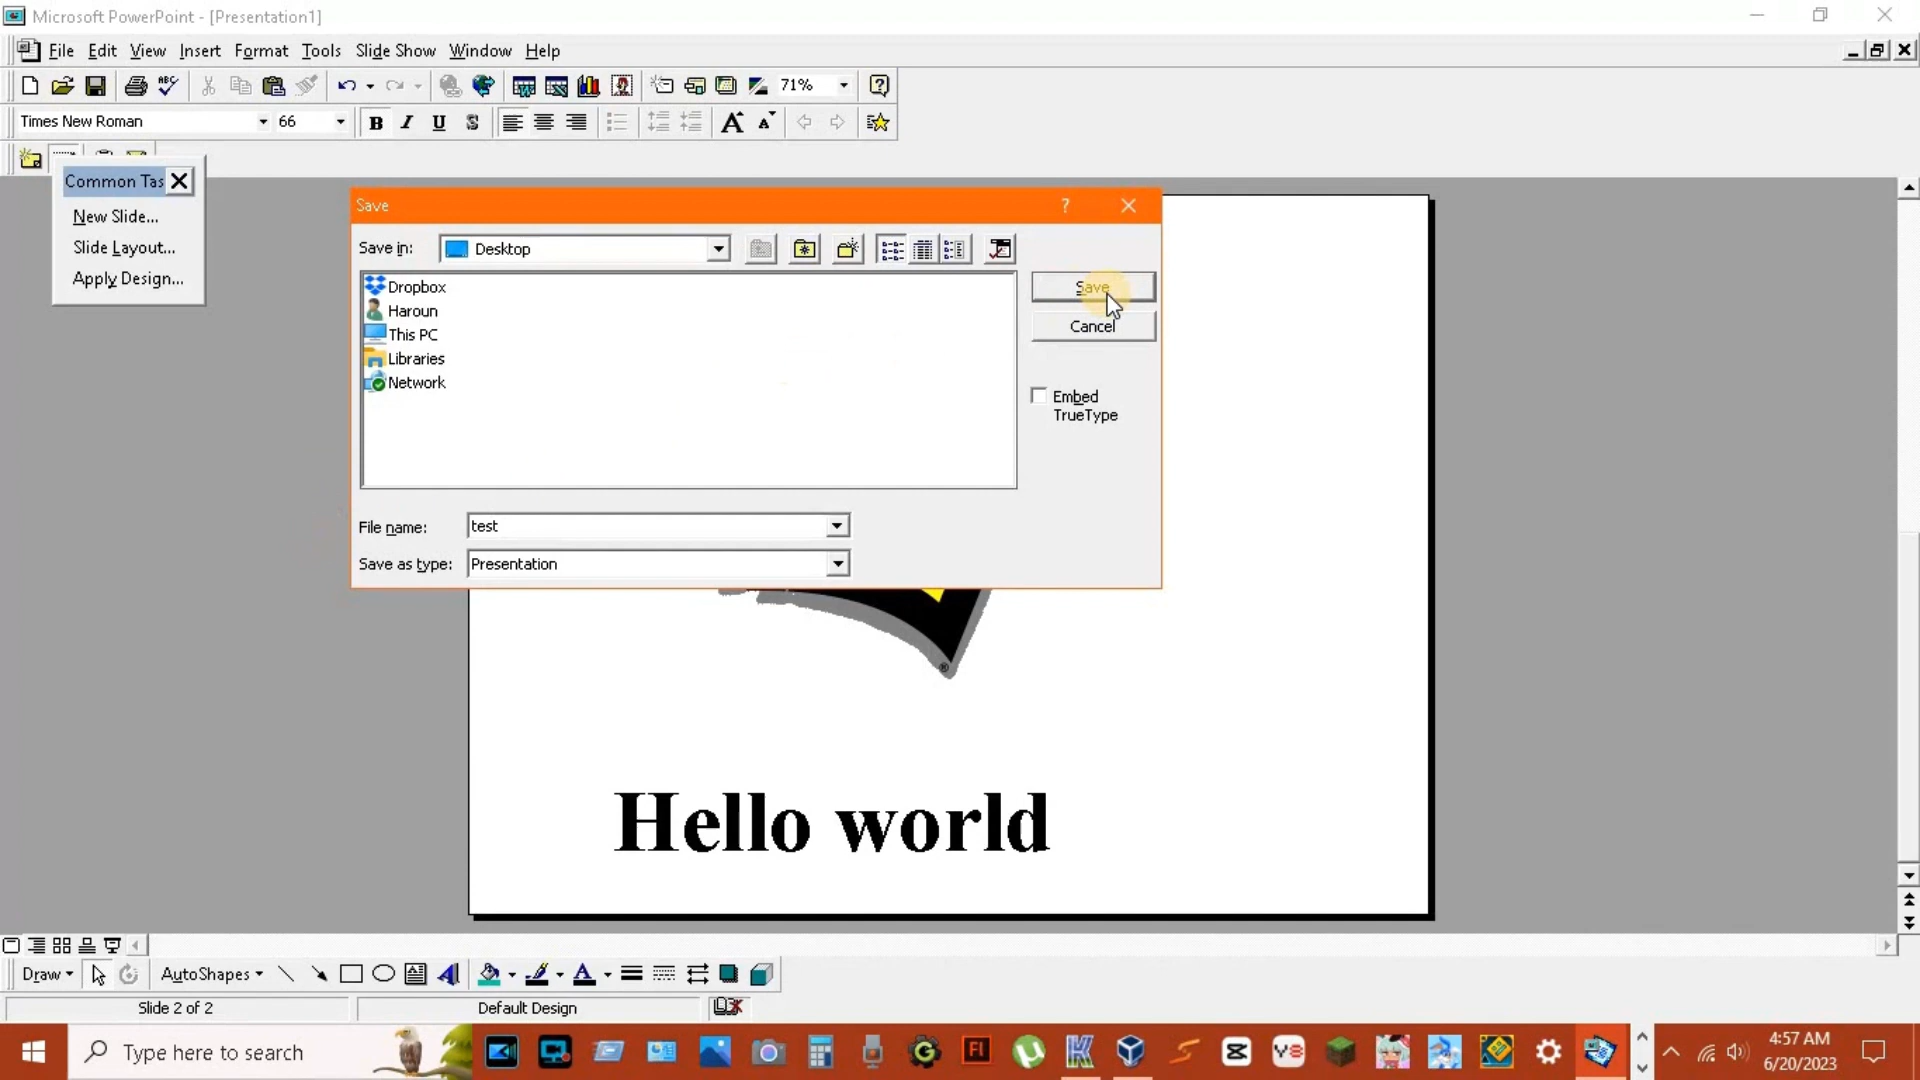 Microsoft PowerPoint - [Presentation1]
File Edit View Insert Format Tools Slide Show Window Help
ABC 71%
Times New Roman 66 B I U S A A
Common Tas
New Slide...
Slide Layout...
Apply Design...
Save
Save in: Desktop
Dropbox
Haroun
This PC
Libraries
Network
Save
Cancel
Embed
TrueType
File name: test
Save as type: Presentation
®
Hello world
Draw AutoShapes A
Slide 2 of 2 Default Design
Type here to search
G Fl Y8
4:57 AM
6/20/2023